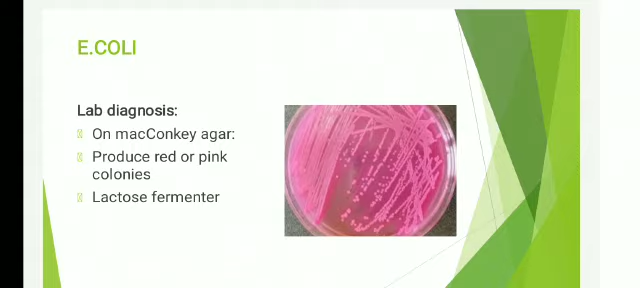 E.COLI
Lab diagnosis:
On macConkey agar:
Produce red or pink
colonies
Lactose fermenter